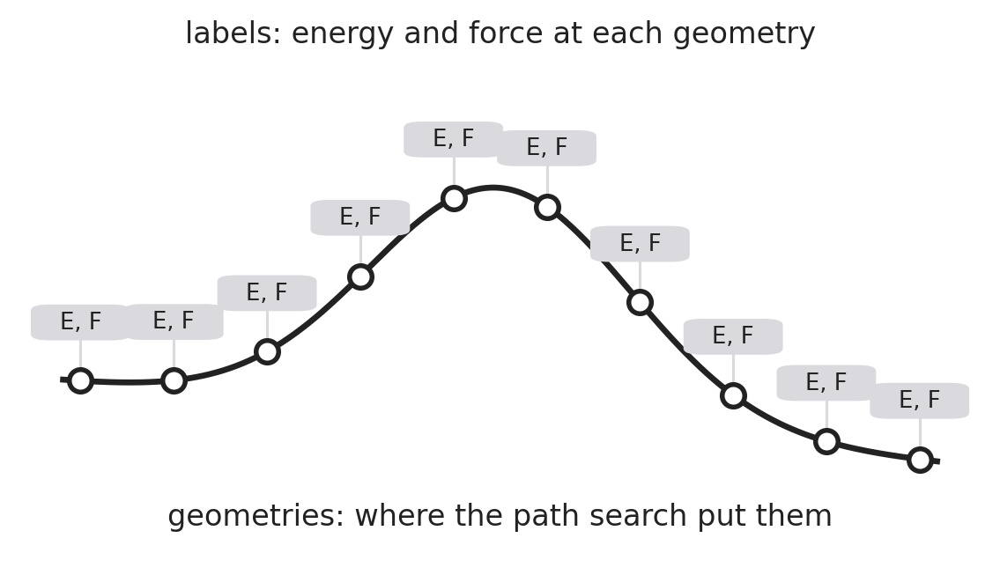 labels: energy and force at each geometry
E, F
E, F
E, F
E, F
E, F
E, F
E, F
E, F
E, F
E, F
geometries: where the path search put them